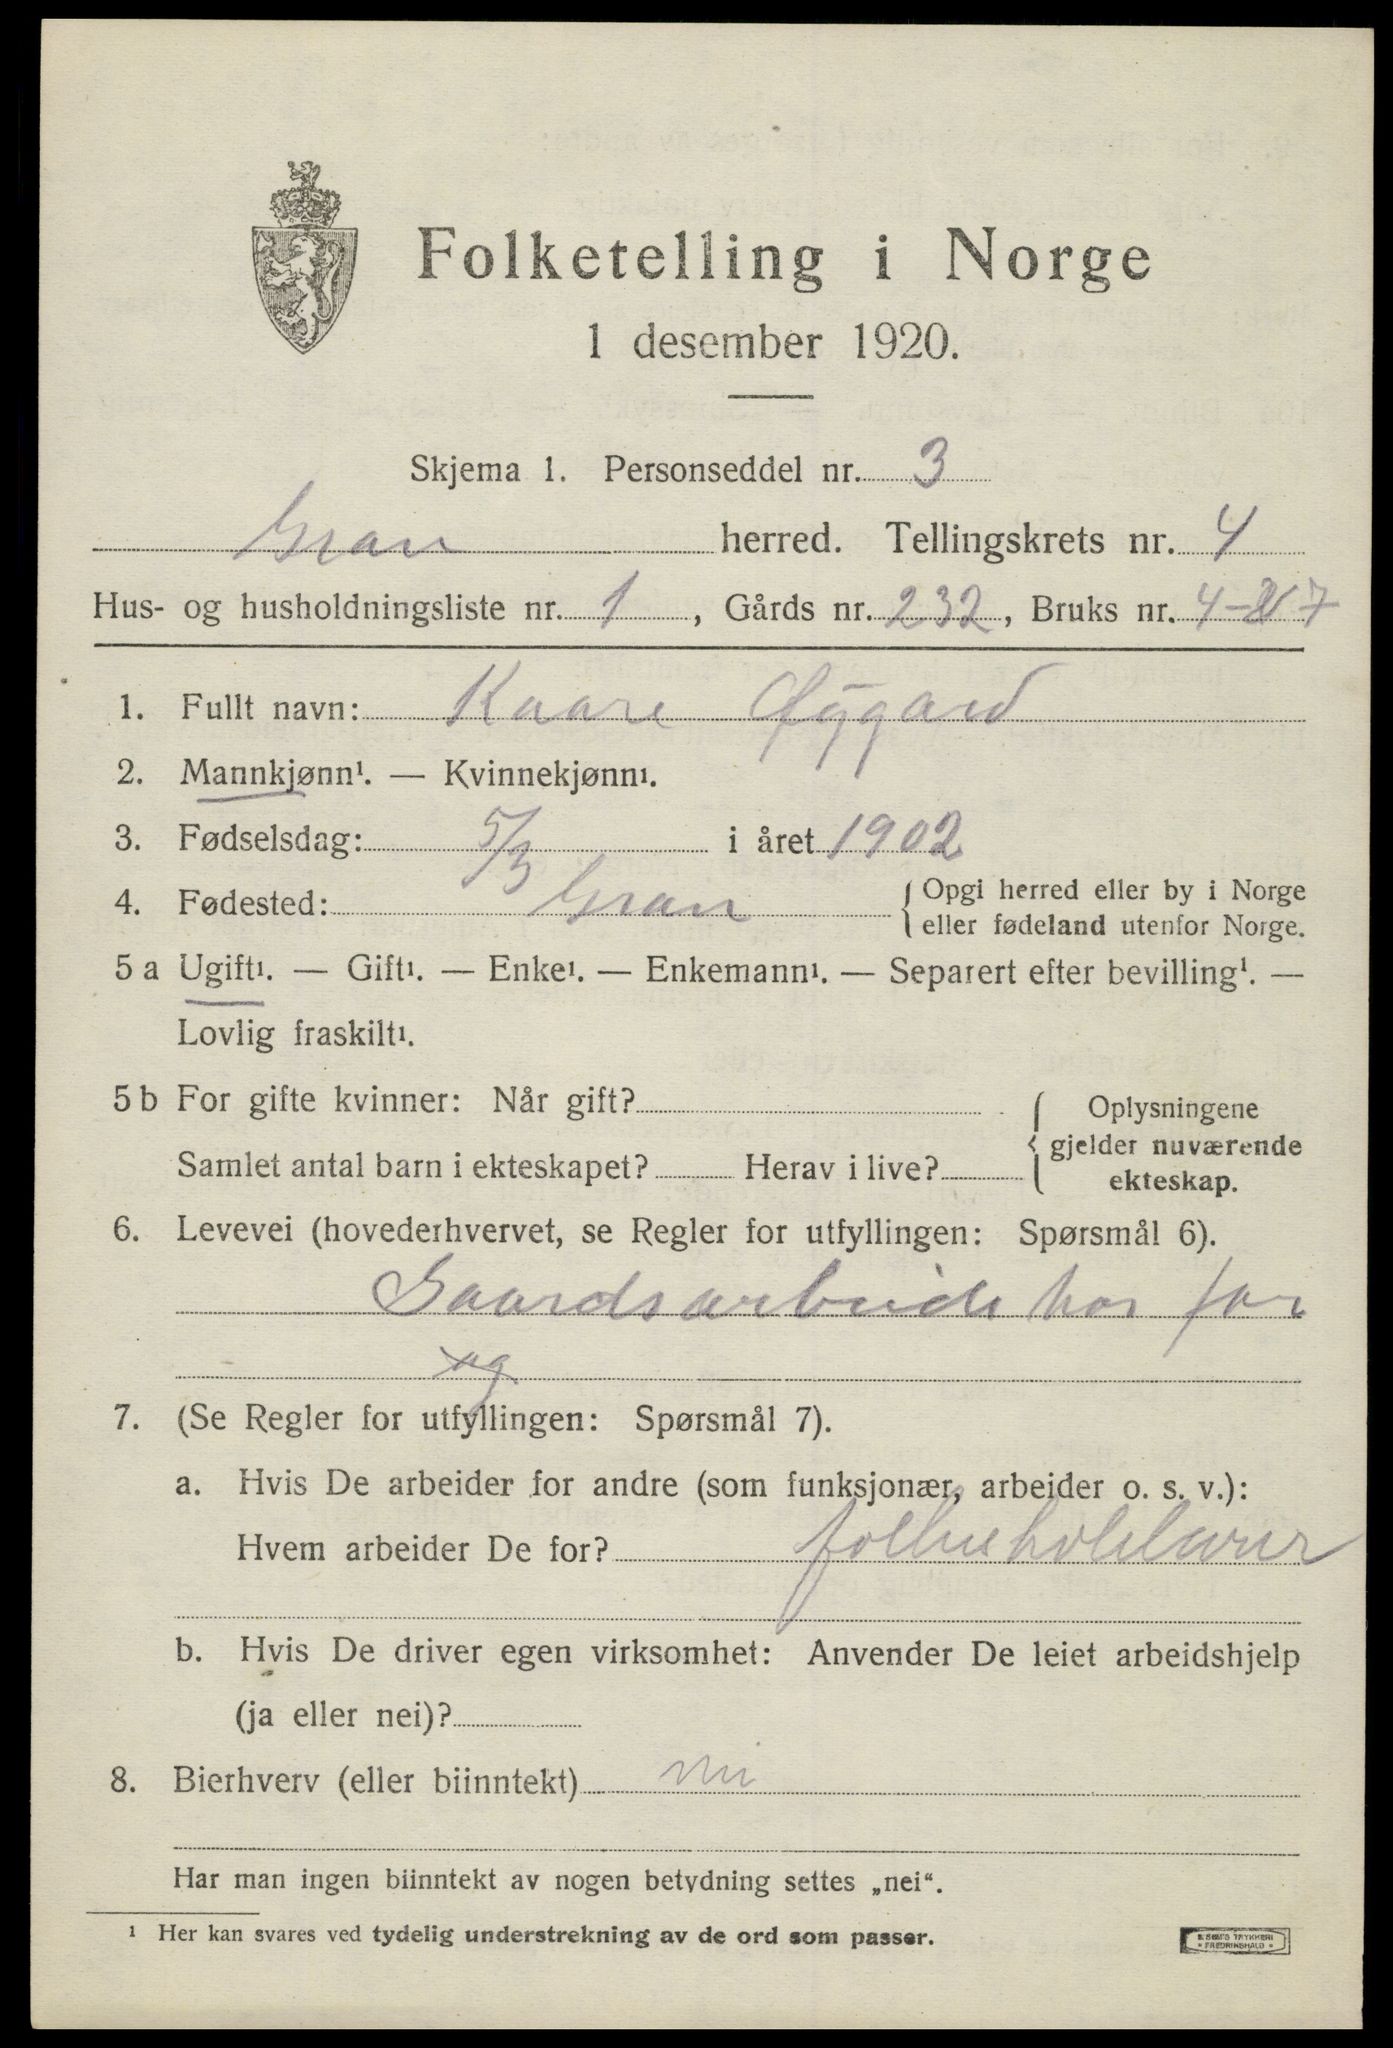 Folketelling i Norge
1 desember 1920.
Skjema 1. Personseddel nr. 3
Gran herred. Tellingskrets nr. 4
Hus- og husholdningsliste nr. 1, Gårds nr. 232, Bruks nr. 4-217
1. Fullt navn: Kaare Øygard
2. Mannkjønn¹. — Kvinnekjønn¹.
3. Fødselsdag: 5/3 i året 1902
4. Fødested: Gran { Opgi herred eller by i Norge
eller fødeland utenfor Norge.
5 a Ugift¹. — Gift¹. — Enke¹. — Enkemann¹. — Separert efter bevilling¹. —
Lovlig fraskilt¹.
5 b For gifte kvinner: Når gift? { Oplysningene
gjelder nuværende
Samlet antal barn i ekteskapet? Herav i live?
ekteskap.
6. Levevei (hovederhvervet, se Regler for utfyllingen: Spørsmål 6).
Gaardsarbeide hos far
og
7. (Se Regler for utfyllingen: Spørsmål 7).
a. Hvis De arbeider for andre (som funksjonær, arbeider o. s. v.):
Hvem arbeider De for?
b. Hvis De driver egen virksomhet: Anvender De leiet arbeidshjelp
(ja eller nei)?
8. Bierhverv (eller biinntekt) nei
Har man ingen biinntekt av nogen betydning settes „nei“.
¹ Her kan svares ved tydelig understrekning av de ord som passer.
TRYKKERI
FREDRIKSHALD